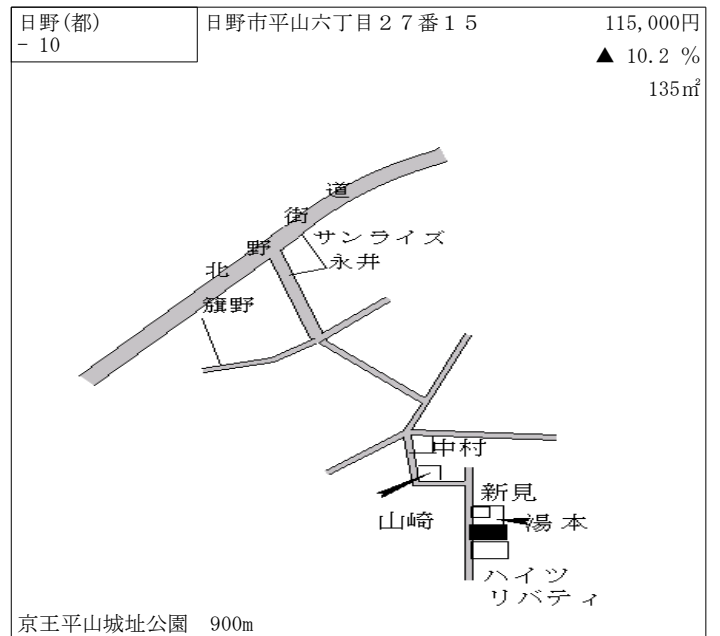 日野(都)
- 10
日野市平山六丁目２７番１５
115,000円
▲ 10.2 %
135㎡
北野街道
サンライズ
永井
籏野
中村
山崎
新見
湯本
ハイツ
リバティ
京王平山城址公園 900m